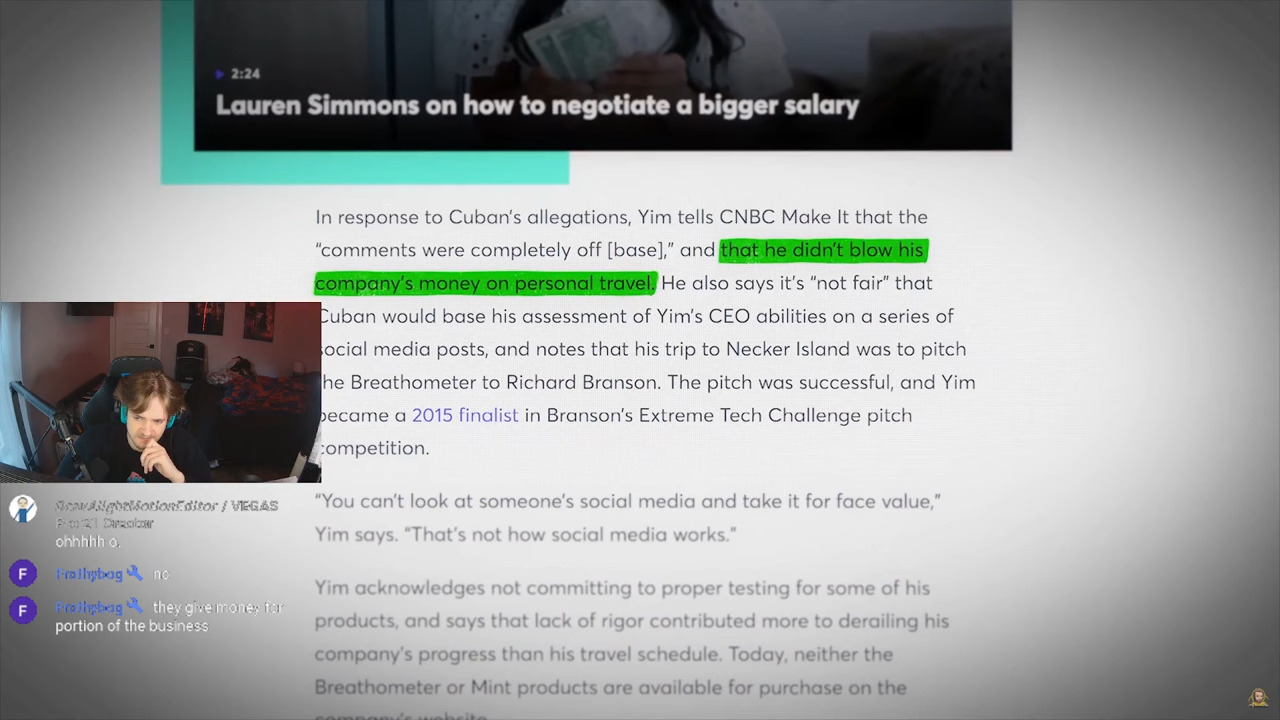 2:24
Lauren Simmons on how to negotiate a bigger salary
In response to Cuban's allegations, Yim tells CNBC Make It that the
“comments were completely off [base],” and that he didn't blow his
company's money on personal travel. He also says it's “not fair” that
Cuban would base his assessment of Yim's CEO abilities on a series of
social media posts, and notes that his trip to Necker Island was to pitch
the Breathometer to Richard Branson. The pitch was successful, and Yim
became a 2015 finalist in Branson's Extreme Tech Challenge pitch
competition.
“You can't look at someone's social media and take it for face value,”
Yim says. “That's not how social media works.”
Yim acknowledges not committing to proper testing for some of his
products, and says that lack of rigor contributed more to derailing his
company's progress than his travel schedule. Today, neither the
Breathometer or Mint products are available for purchase on the
company's website.
/ VEGAS
Pro 21 Director
ohhhhh o.
F
no
F
they give money for
portion of the business